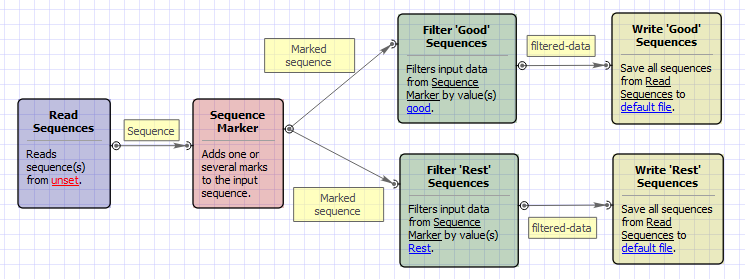 Read
Sequences
Reads
sequence(s)
from unset.
Sequence
Sequence
Marker
Adds one or
several marks
to the input
sequence.
Marked
sequence
Filter 'Good'
Sequences
Filters input data
from Sequence
Marker by value(s)
good.
filtered-data
Write 'Good'
Sequences
Save all sequences
from Read
Sequences to
default file.
Marked
sequence
Filter 'Rest'
Sequences
Filters input data
from Sequence
Marker by value(s)
Rest.
filtered-data
Write 'Rest'
Sequences
Save all sequences
from Read
Sequences to
default file.